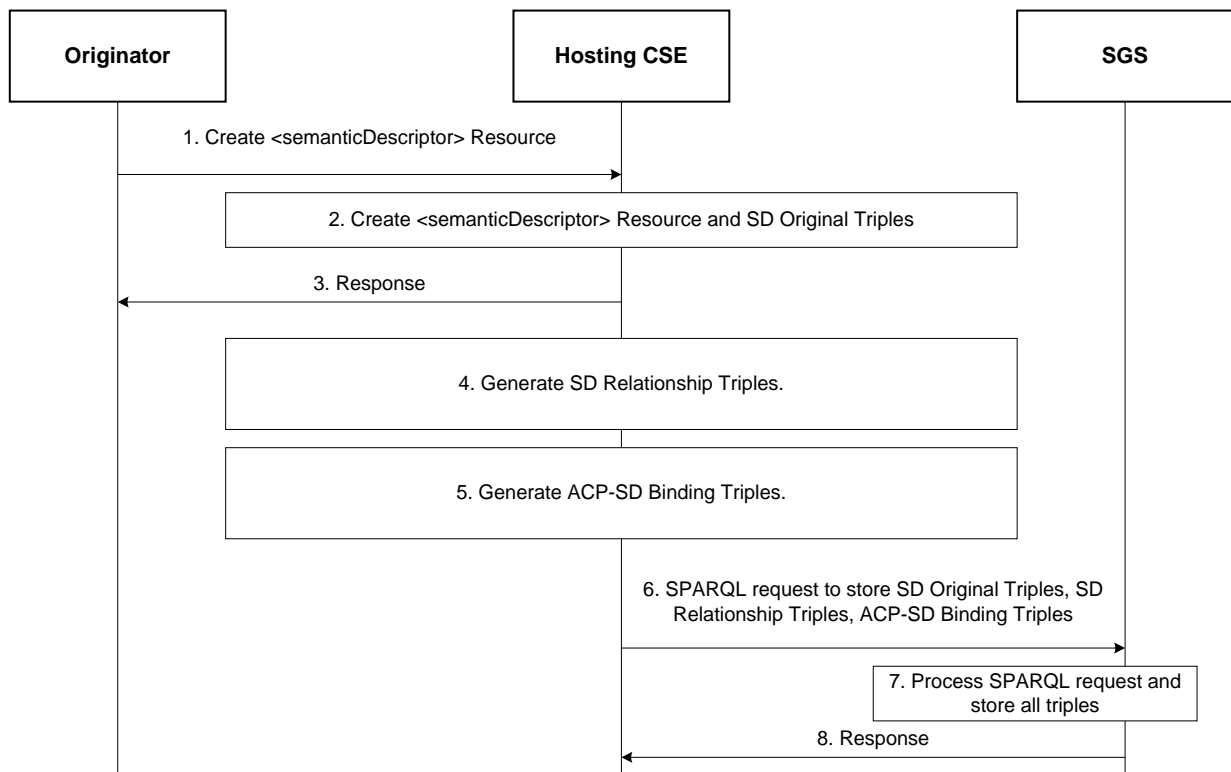 Originator
Hosting CSE
SGS
1. Create <semanticDescriptor> Resource
2. Create <semanticDescriptor> Resource and SD Original Triples
3. Response
4. Generate SD Relationship Triples.
5. Generate ACP-SD Binding Triples.
6. SPARQL request to store SD Original Triples, SD
Relationship Triples, ACP-SD Binding Triples
7. Process SPARQL request and
store all triples
8. Response